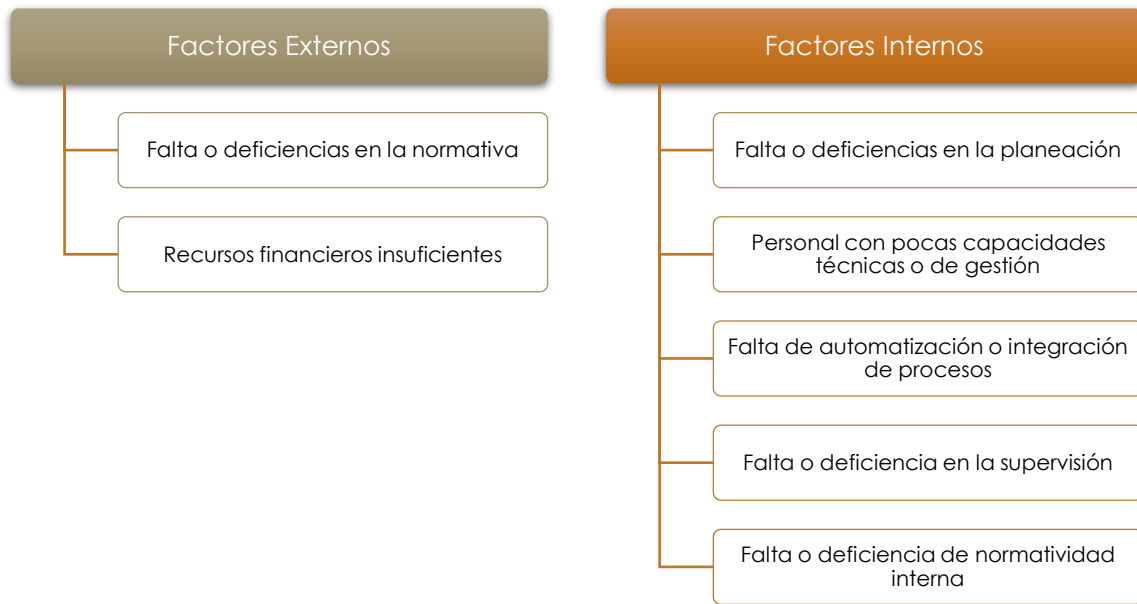 Factores Externos
Falta o deficiencias en la normativa
Recursos financieros insuficientes
Factores Internos
Falta o deficiencias en la planeación
Personal con pocas capacidades
técnicas o de gestión
Falta de automatización o integración
de procesos
Falta o deficiencia en la supervisión
Falta o deficiencia de normatividad
interna